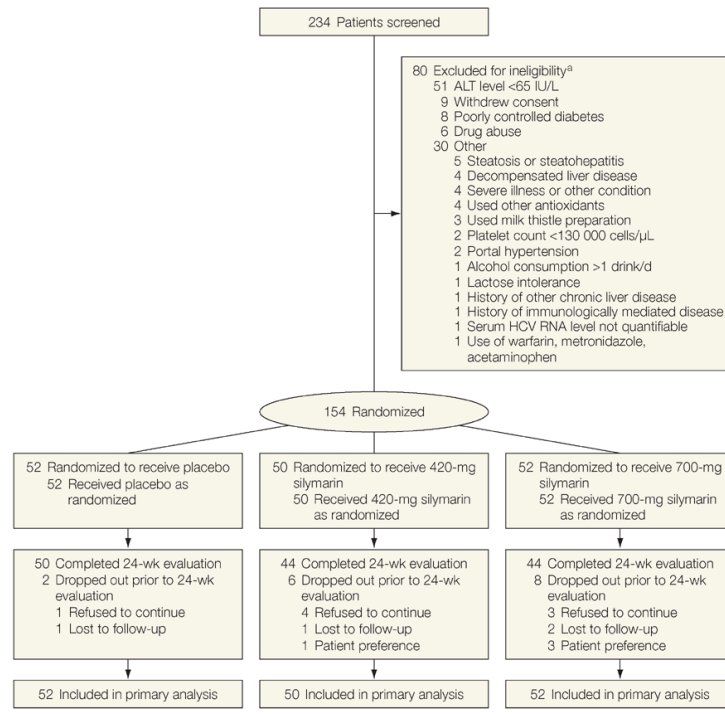 234 Patients screened
80 Excluded for ineligibilityᵃ
51 ALT level <65 IU/L
9 Withdrew consent
8 Poorly controlled diabetes
6 Drug abuse
30 Other
5 Steatosis or steatohepatitis
4 Decompensated liver disease
4 Severe illness or other condition
4 Used other antioxidants
3 Used milk thistle preparation
2 Platelet count <130 000 cells/µL
2 Portal hypertension
1 Alcohol consumption >1 drink/d
1 Lactose intolerance
1 History of other chronic liver disease
1 History of immunologically mediated disease
1 Serum HCV RNA level not quantifiable
1 Use of warfarin, metronidazole,
acetaminophen
154 Randomized
52 Randomized to receive placebo
52 Received placebo as
randomized
50 Randomized to receive 420-mg
silymarin
50 Received 420-mg silymarin
as randomized
52 Randomized to receive 700-mg
silymarin
52 Received 700-mg silymarin
as randomized
50 Completed 24-wk evaluation
2 Dropped out prior to 24-wk
evaluation
1 Refused to continue
1 Lost to follow-up
44 Completed 24-wk evaluation
6 Dropped out prior to 24-wk
evaluation
4 Refused to continue
1 Lost to follow-up
1 Patient preference
44 Completed 24-wk evaluation
8 Dropped out prior to 24-wk
evaluation
3 Refused to continue
2 Lost to follow-up
3 Patient preference
52 Included in primary analysis
50 Included in primary analysis
52 Included in primary analysis